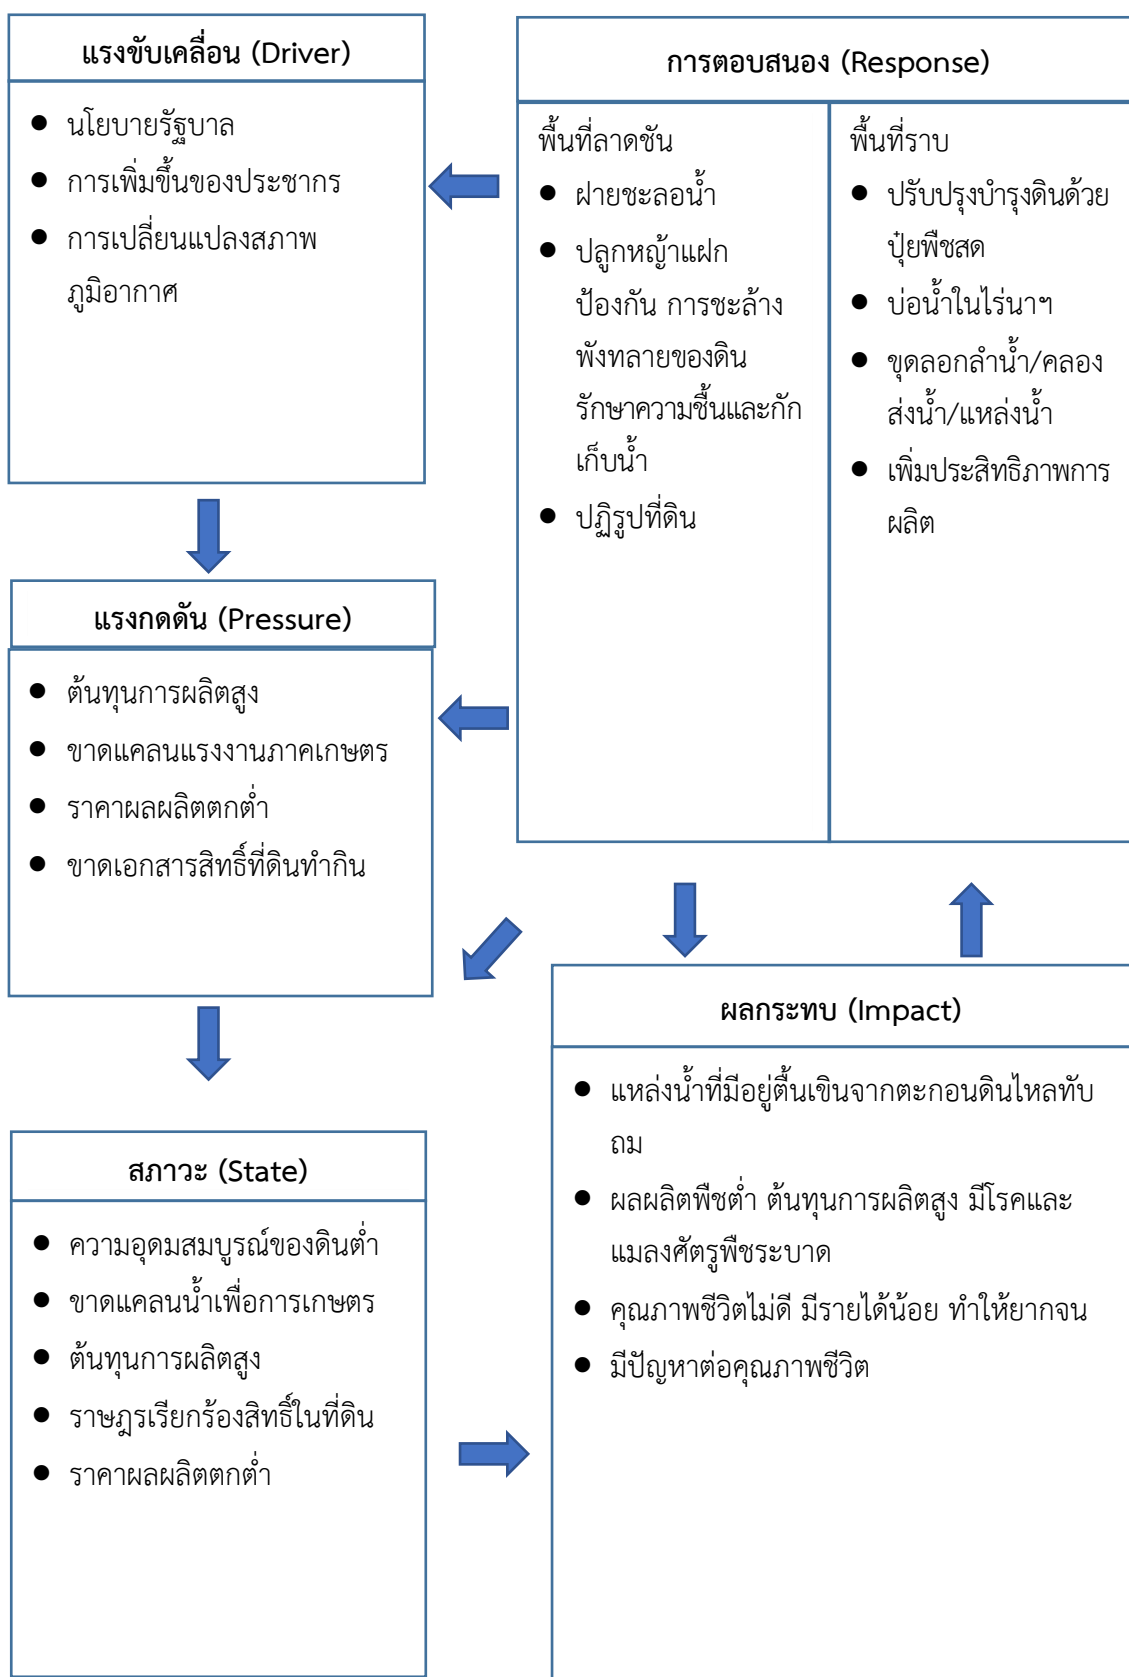 แรงขับเคลื่อน (Driver)
● นโยบายรัฐบาล
● การเพิ่มขึ้นของประชากร
● การเปลี่ยนแปลงสภาพ
ภูมิอากาศ
การตอบสนอง (Response)
พื้นที่ลาดชัน
● ฝายชะลอน้ำ
● ปลูกหญ้าแฝก
ป้องกัน การชะล้าง
พังทลายของดิน
รักษาความชื้นและกัก
เก็บน้ำ
● ปฏิรูปที่ดิน
พื้นที่ราบ
● ปรับปรุงบำรุงดินด้วย
ปุ๋ยพืชสด
● บ่อน้ำในไร่นาฯ
● ขุดลอกลำน้ำ/คลอง
ส่งน้ำ/แหล่งน้ำ
● เพิ่มประสิทธิภาพการ
ผลิต
แรงกดดัน (Pressure)
● ต้นทุนการผลิตสูง
● ขาดแคลนแรงงานภาคเกษตร
● ราคาผลผลิตตกต่ำ
● ขาดเอกสารสิทธิ์ที่ดินทำกิน
สภาวะ (State)
● ความอุดมสมบูรณ์ของดินต่ำ
● ขาดแคลนน้ำเพื่อการเกษตร
● ต้นทุนการผลิตสูง
● ราษฎรเรียกร้องสิทธิ์ในที่ดิน
● ราคาผลผลิตตกต่ำ
ผลกระทบ (Impact)
● แหล่งน้ำที่มีอยู่ตื้นเขินจากตะกอนดินไหลทับ
ถม
● ผลผลิตพืชต่ำ ต้นทุนการผลิตสูง มีโรคและ
แมลงศัตรูพืชระบาด
● คุณภาพชีวิตไม่ดี มีรายได้น้อย ทำให้ยากจน
● มีปัญหาต่อคุณภาพชีวิต